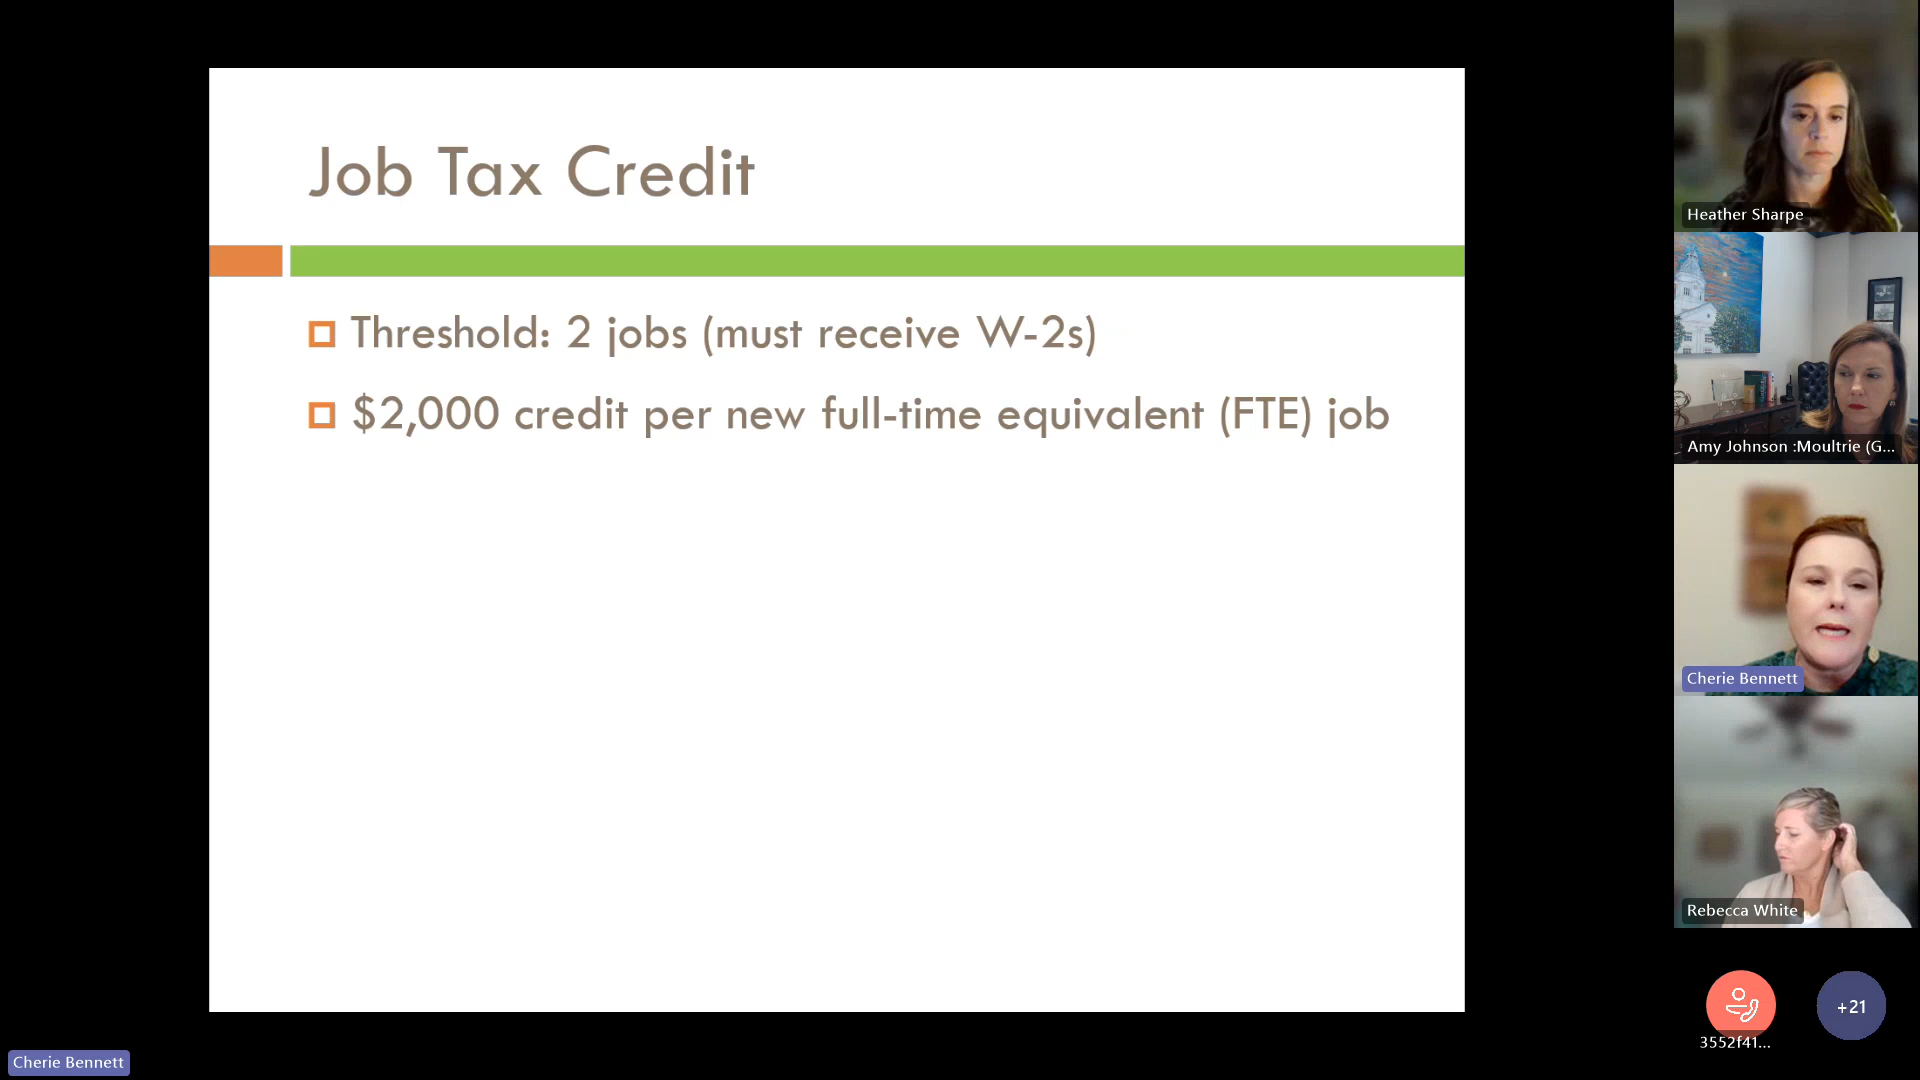 Job Tax Credit
Threshold: 2 jobs (must receive W-2s)
$2,000 credit per new full-time equivalent (FTE) job
Heather Sharpe
Amy Johnson :Moultrie (G...
Cherie Bennett
Rebecca White
3552f41...
+21
Cherie Bennett